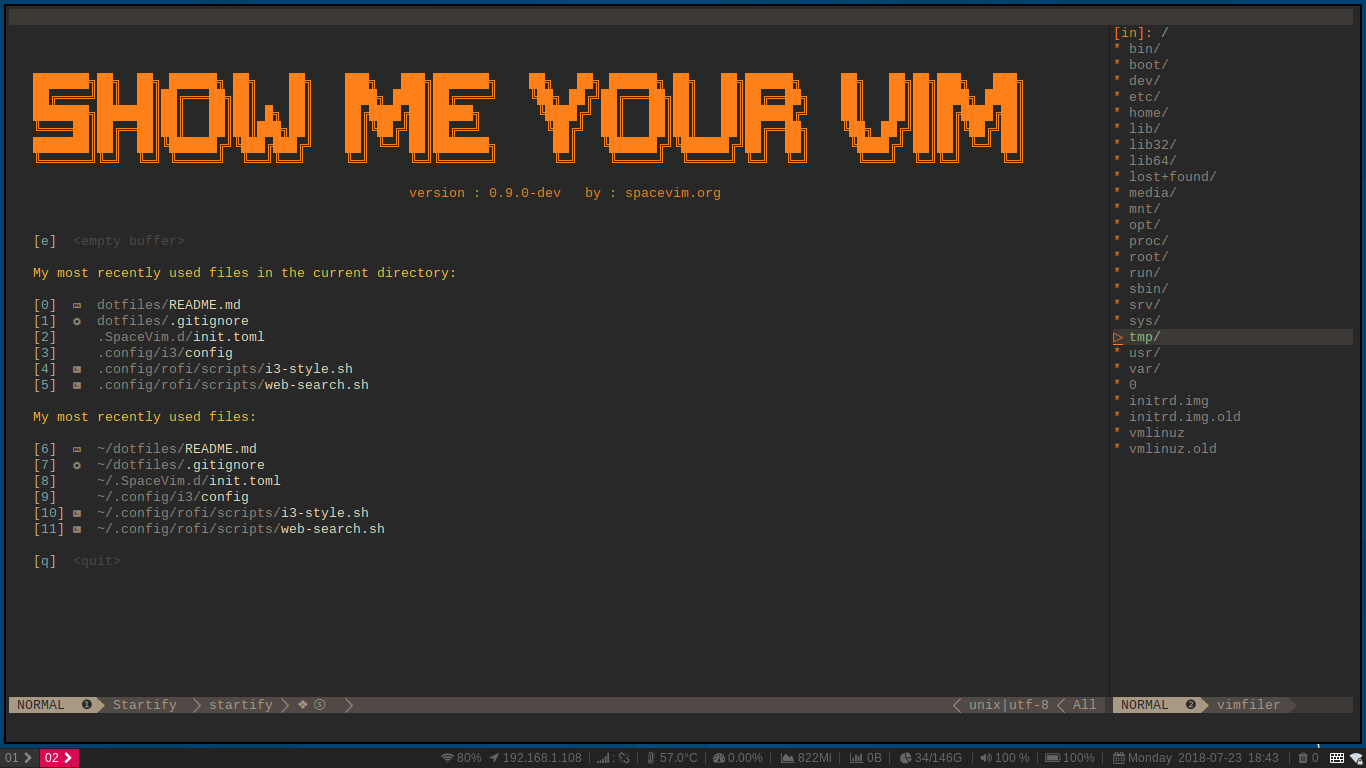 SHOW ME YOUR VIM
version : 0.9.0-dev   by : spacevim.org
[e]  <empty buffer>
My most recently used files in the current directory:
[0]  dotfiles/README.md
[1]  dotfiles/.gitignore
[2]  .SpaceVim.d/init.toml
[3]  .config/i3/config
[4]  .config/rofi/scripts/i3-style.sh
[5]  .config/rofi/scripts/web-search.sh
My most recently used files:
[6]  ~/dotfiles/README.md
[7]  ~/dotfiles/.gitignore
[8]  ~/.SpaceVim.d/init.toml
[9]  ~/.config/i3/config
[10]  ~/.config/rofi/scripts/i3-style.sh
[11]  ~/.config/rofi/scripts/web-search.sh
[q]  <quit>
[in]: /
* bin/
* boot/
* dev/
* etc/
* home/
* lib/
* lib32/
* lib64/
* lost+found/
* media/
* mnt/
* opt/
* proc/
* root/
* run/
* sbin/
* srv/
* sys/
▷ tmp/
* usr/
* var/
* 0
* initrd.img
* initrd.img.old
* vmlinuz
* vmlinuz.old
NORMAL ❶ Startify startify ❖ ⓢ unix|utf-8 All
NORMAL ❷ vimfiler
01 02 80% 192.168.1.108 : 57.0°C 0.00% 822Mi 0B 34/146G 100 % 100% Monday 2018-07-23 18:43 0